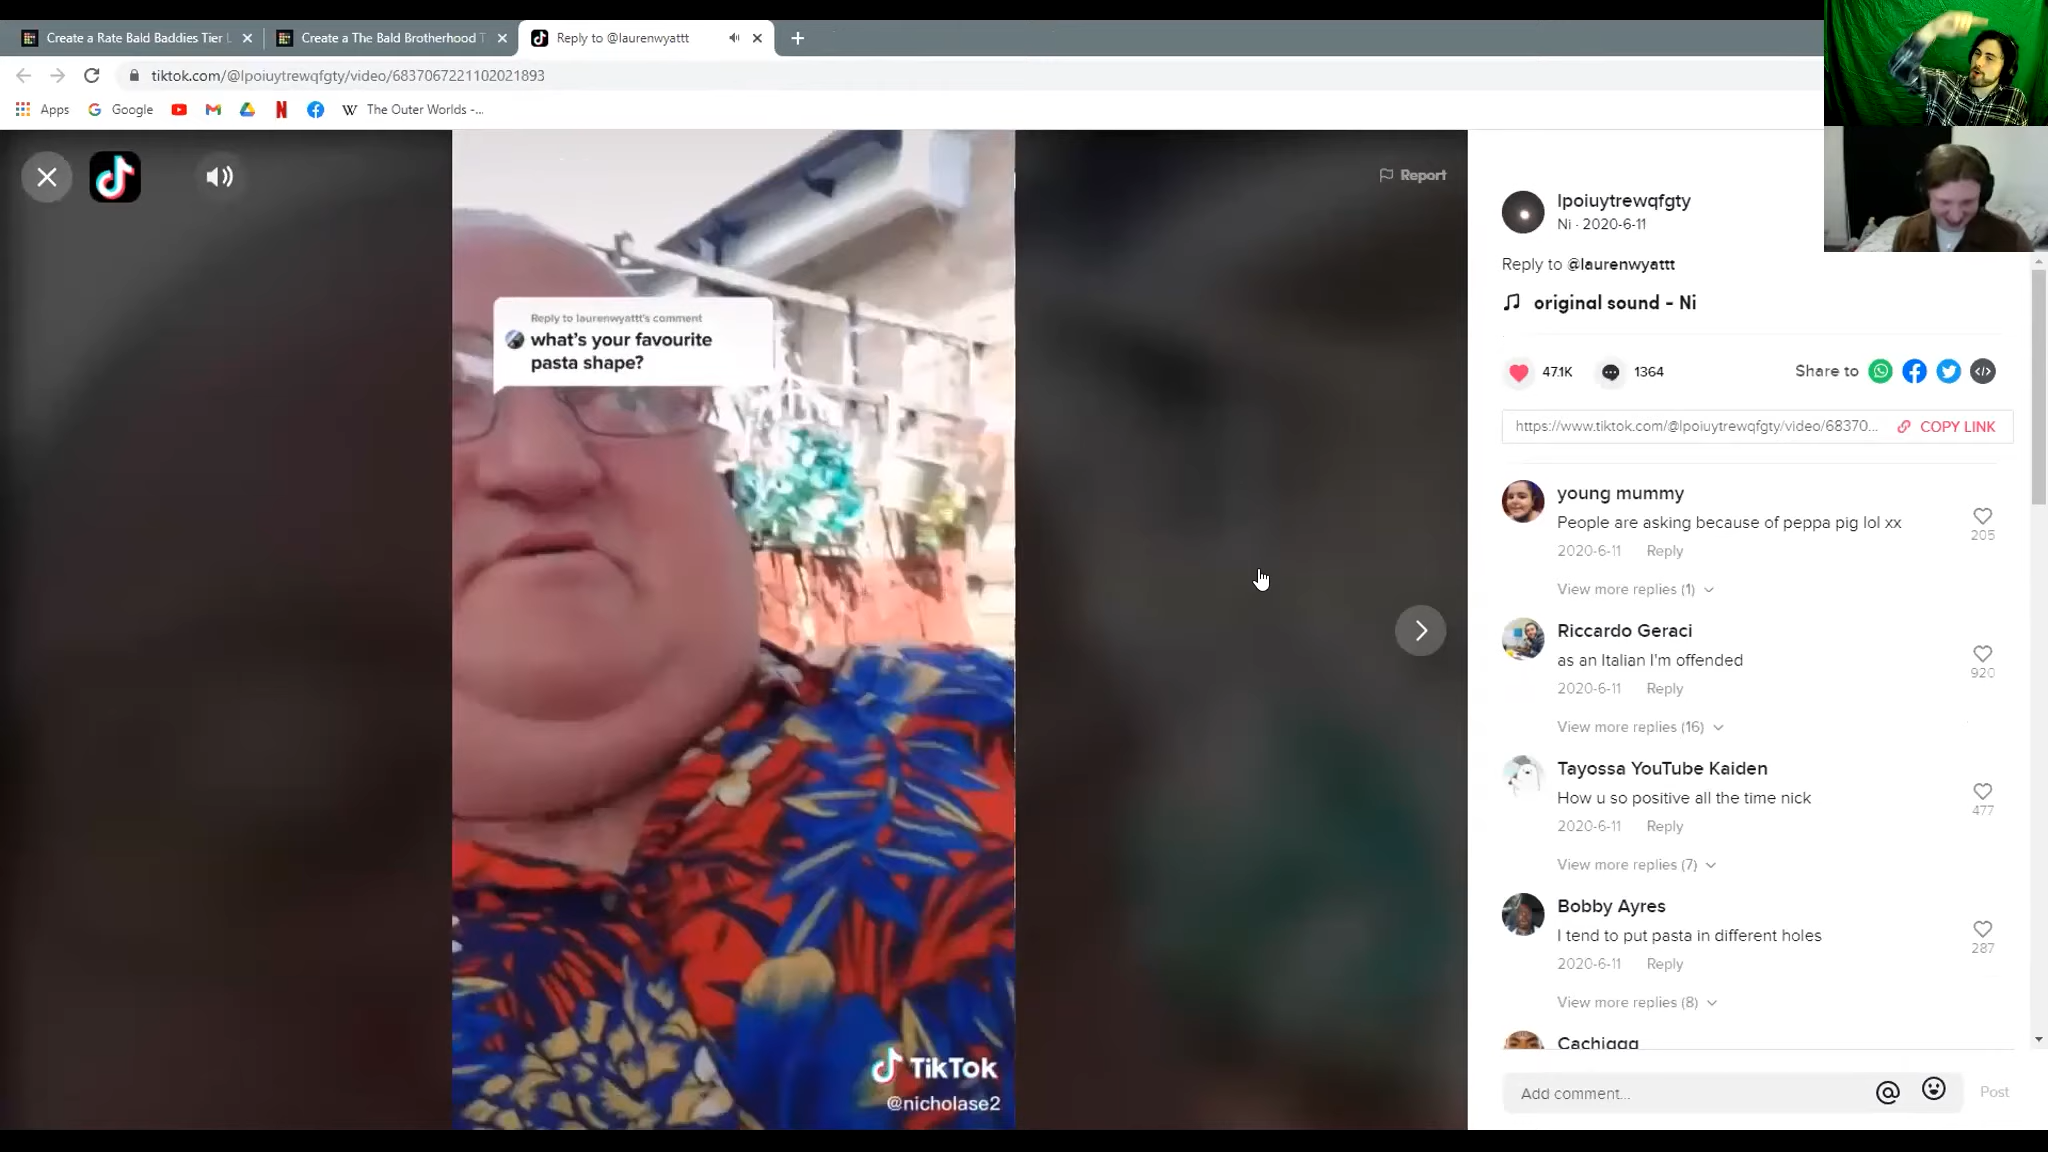 Create a Rate Bald Baddies Tier L
Create a The Bald Brotherhood T
Reply to @laurenwyattt
tiktok.com/@lpoiuytrewqfgty/video/6837067221102021893
Apps
Google
The Outer Worlds -...
Report
Reply to laurenwyattt's comment
what's your favourite
pasta shape?
TikTok
@nicholase2
lpoiuytrewqfgty
Ni · 2020-6-11
Reply to @laurenwyattt
original sound - Ni
47.1K
1364
Share to
https://www.tiktok.com/@lpoiuytrewqfgty/video/68370...
COPY LINK
young mummy
People are asking because of peppa pig lol xx
205
2020-6-11 Reply
View more replies (1)
Riccardo Geraci
as an Italian I'm offended
920
2020-6-11 Reply
View more replies (16)
Tayossa YouTube Kaiden
How u so positive all the time nick
477
2020-6-11 Reply
View more replies (7)
Bobby Ayres
I tend to put pasta in different holes
287
2020-6-11 Reply
View more replies (8)
Cachigga
Add comment...
Post